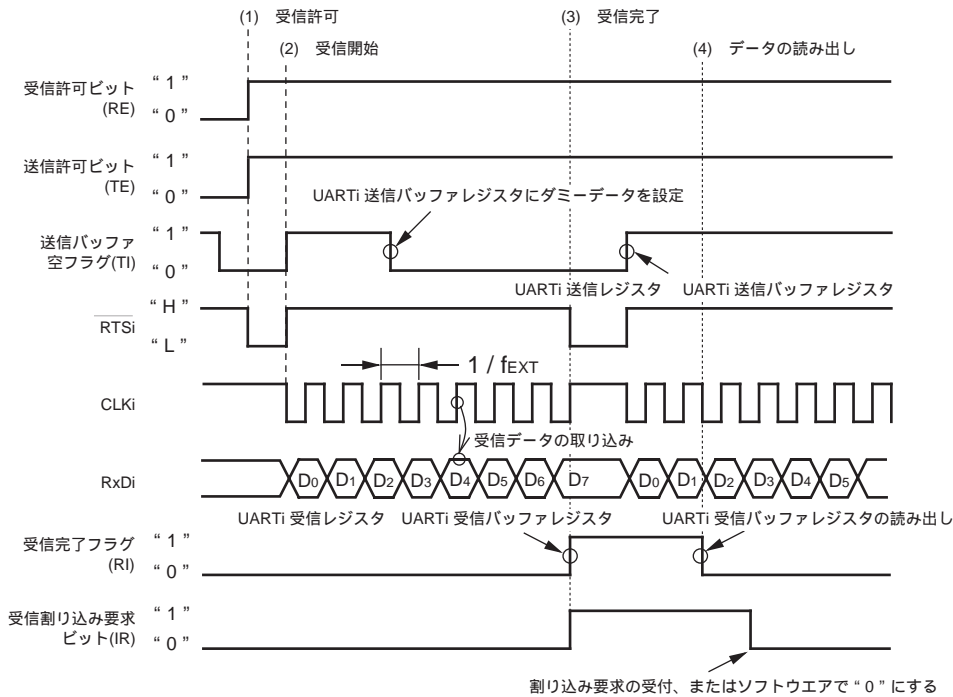 (1) 受信許可
(3) 受信完了
(2) 受信開始
(4) データの読み出し
受信許可ビット
(RE)
“ 1 ”
“ 0 ”
送信許可ビット
(TE)
“ 1 ”
“ 0 ”
UARTi 送信バッファレジスタにダミーデータを設定
送信バッファ
空フラグ(TI)
“ 1 ”
“ 0 ”
UARTi 送信レジスタ UARTi 送信バッファレジスタ
RTSi
“ H ”
“ L ”
1 / fEXT
CLKi
受信データの取り込み
RxDi
D0 D1 D2 D3 D4 D5 D6 D7 D0 D1 D2 D3 D4 D5
UARTi 受信レジスタ UARTi 受信バッファレジスタ UARTi 受信バッファレジスタの読み出し
受信完了フラグ
(RI)
“ 1 ”
“ 0 ”
受信割り込み要求
ビット(IR)
“ 1 ”
“ 0 ”
割り込み要求の受付、またはソフトウエアで “ 0 ” にする